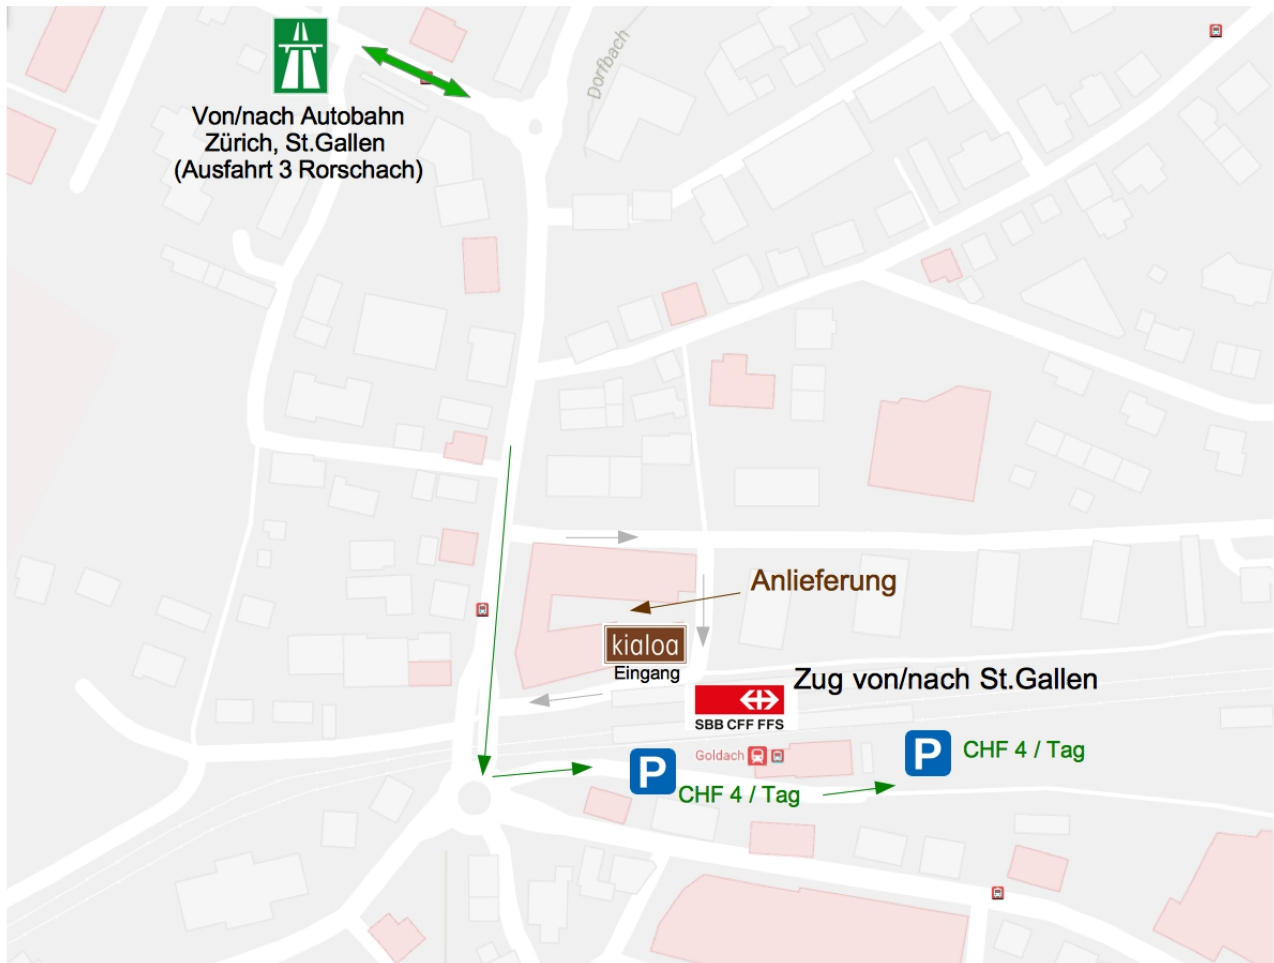 Dorfbach
Von/nach Autobahn
Zürich, St.Gallen
(Ausfahrt 3 Rorschach)
Anlieferung
kialoa
Eingang
Zug von/nach St.Gallen
SBB CFF FFS
Goldach
P
CHF 4 / Tag
P
CHF 4 / Tag